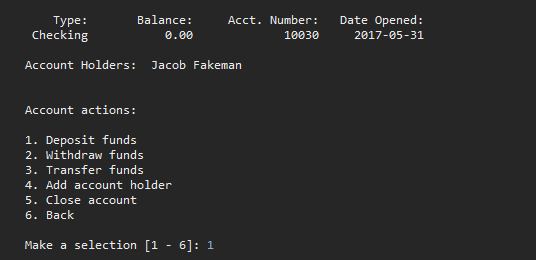 Type: Balance: Acct. Number: Date Opened:
Checking 0.00 10030 2017-05-31
Account Holders: Jacob Fakeman
Account actions:
1. Deposit funds
2. Withdraw funds
3. Transfer funds
4. Add account holder
5. Close account
6. Back
Make a selection [1 - 6]: 1